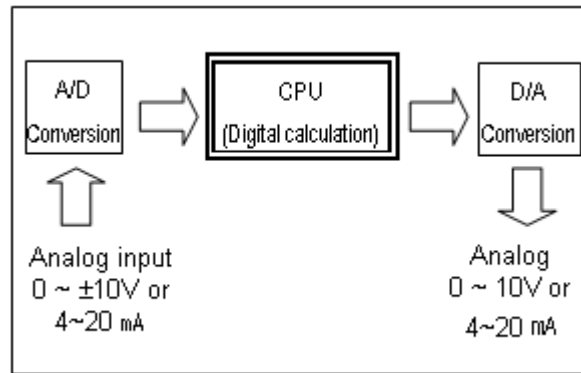 A/D
Conversion
CPU
(Digital calculation)
D/A
Conversion
Analog input
0 ~ ±10V or
4~20 mA
Analog
0 ~ 10V or
4~20 mA